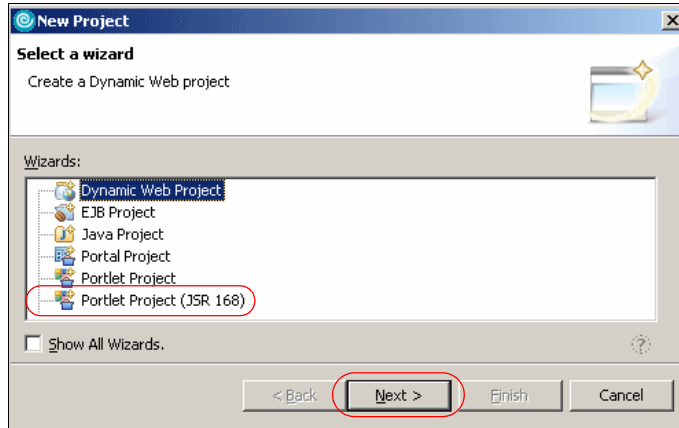 New Project
Select a wizard
Create a Dynamic Web project
Wizards:
Dynamic Web Project
EJB Project
Java Project
Portal Project
Portlet Project
Portlet Project (JSR 168)
Show All Wizards.
< Back Next > Finish Cancel